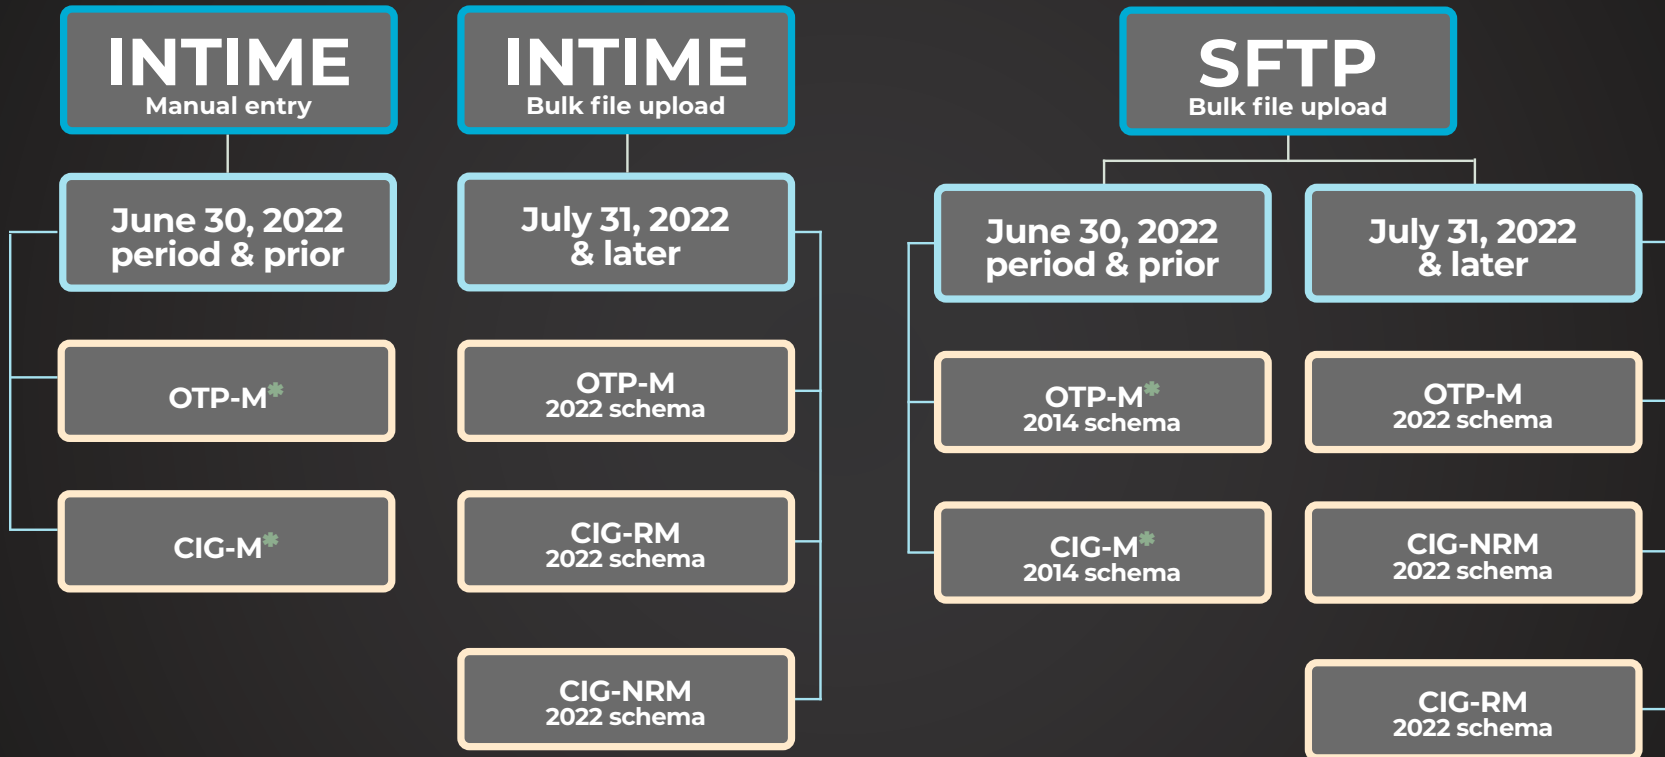 INTIME
Manual entry
June 30, 2022
period & prior
OTP-M*
CIG-M*
INTIME
Bulk file upload
July 31, 2022
& later
OTP-M
2022 schema
CIG-RM
2022 schema
CIG-NRM
2022 schema
SFTP
Bulk file upload
June 30, 2022
period & prior
OTP-M*
2014 schema
CIG-M*
2014 schema
July 31, 2022
& later
OTP-M
2022 schema
CIG-NRM
2022 schema
CIG-RM
2022 schema